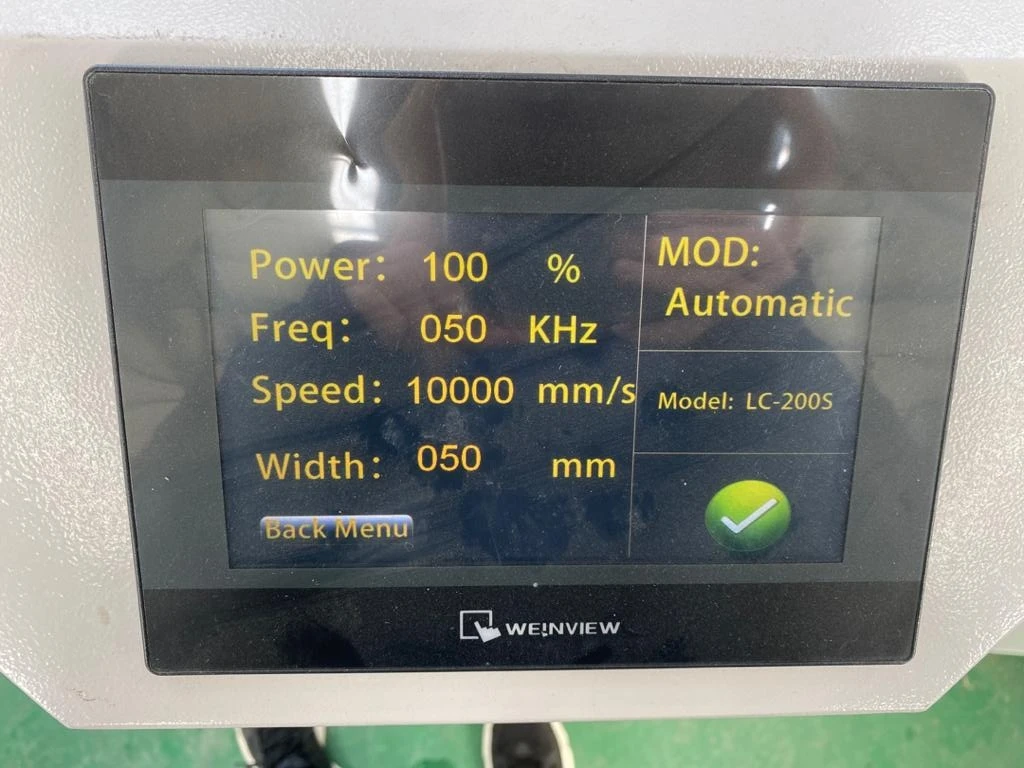 Power: 100 %
Freq: 050 KHz
Speed: 10000 mm/s
Width: 050 mm
Back Menu
MOD:
Automatic
Model: LC-200S
WEINVIEW